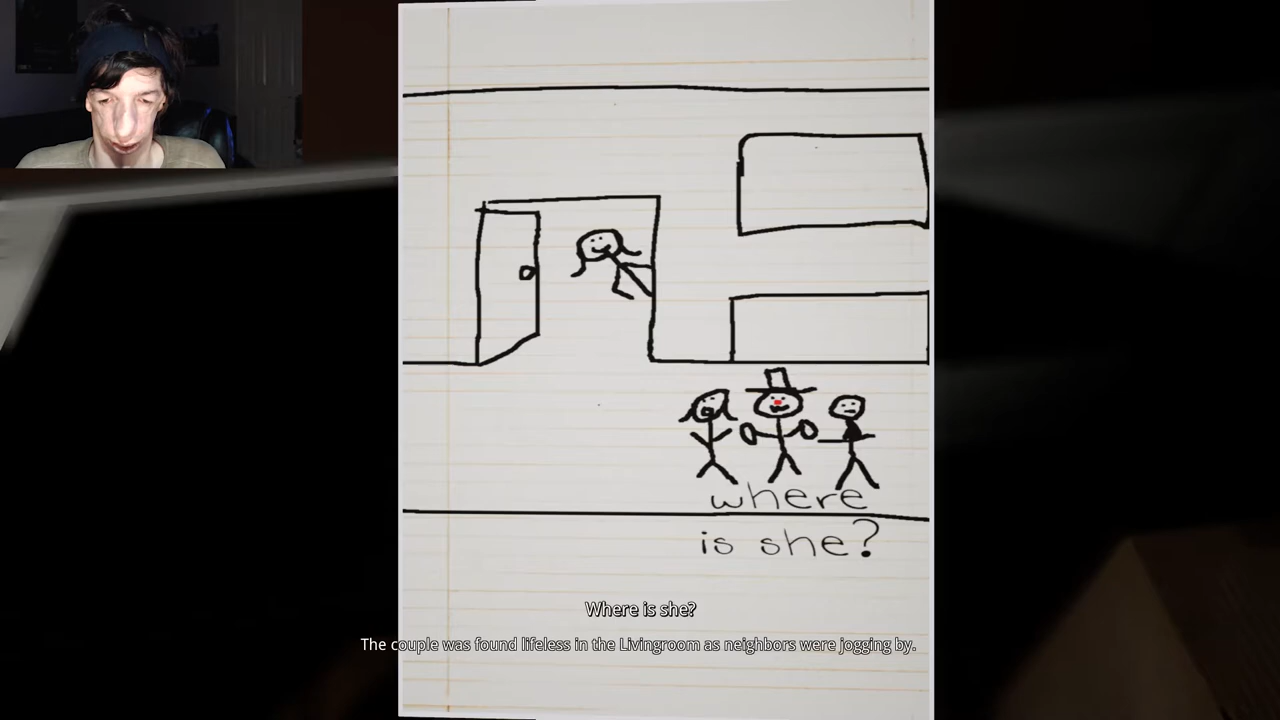 where
is she?
Where is she?
The couple was found lifeless in the Livingroom as neighbors were jogging by.